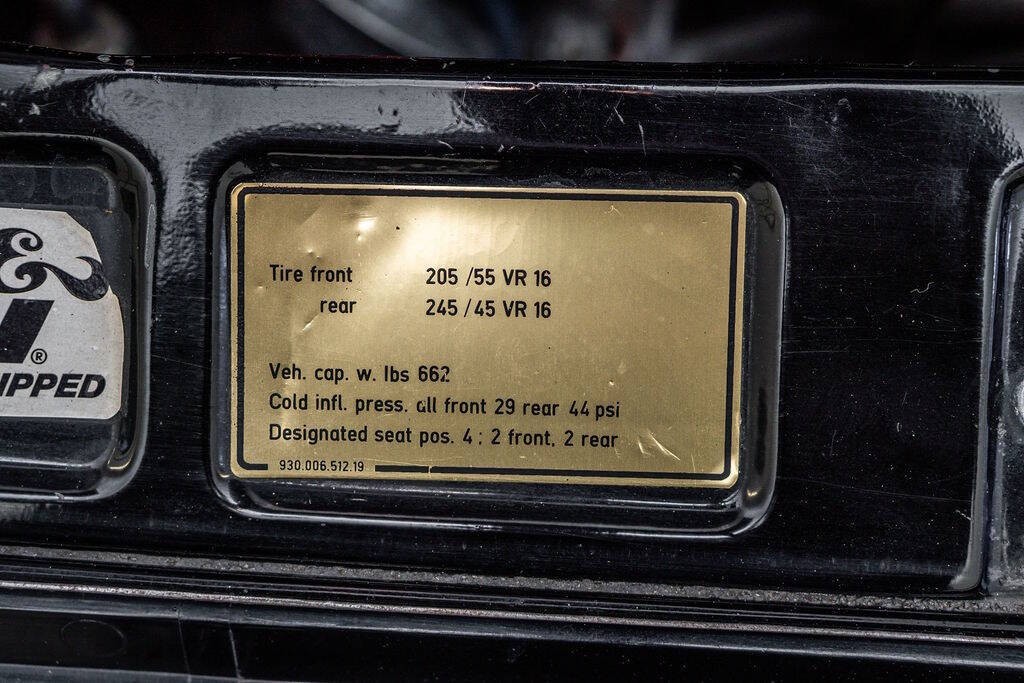 Tire front 205 /55 VR 16
rear 245 /45 VR 16
Veh. cap. w. lbs 662
Cold infl. press. all front 29 rear 44 psi
Designated seat pos. 4 : 2 front, 2 rear
930.006.512.19
®